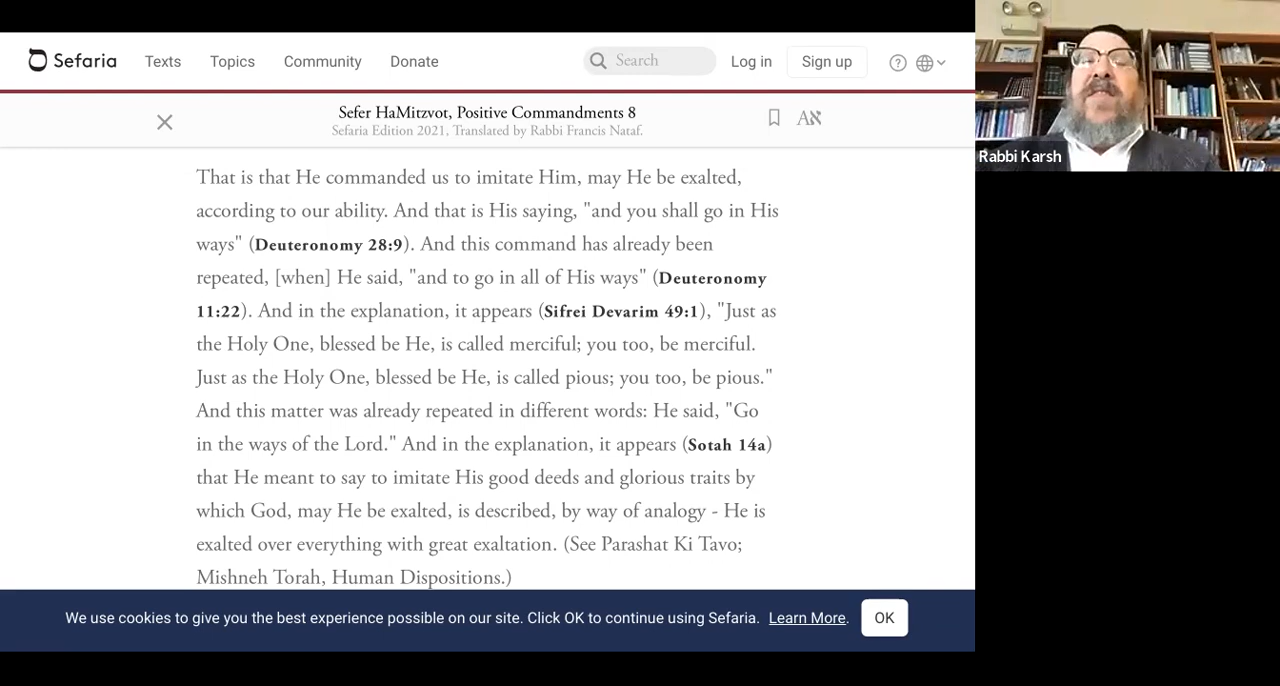 Sefaria Texts Topics Community Donate Search Log in Sign up
Sefer HaMitzvot, Positive Commandments 8
Sefaria Edition 2021, Translated by Rabbi Francis Nataf.
Aא
That is that He commanded us to imitate Him, may He be exalted,
according to our ability. And that is His saying, "and you shall go in His
ways" (Deuteronomy 28:9). And this command has already been
repeated, [when] He said, "and to go in all of His ways" (Deuteronomy
11:22). And in the explanation, it appears (Sifrei Devarim 49:1), "Just as
the Holy One, blessed be He, is called merciful; you too, be merciful.
Just as the Holy One, blessed be He, is called pious; you too, be pious."
And this matter was already repeated in different words: He said, "Go
in the ways of the Lord." And in the explanation, it appears (Sotah 14a)
that He meant to say to imitate His good deeds and glorious traits by
which God, may He be exalted, is described, by way of analogy - He is
exalted over everything with great exaltation. (See Parashat Ki Tavo;
Mishneh Torah, Human Dispositions.)
We use cookies to give you the best experience possible on our site. Click OK to continue using Sefaria. Learn More. OK
Rabbi Karsh